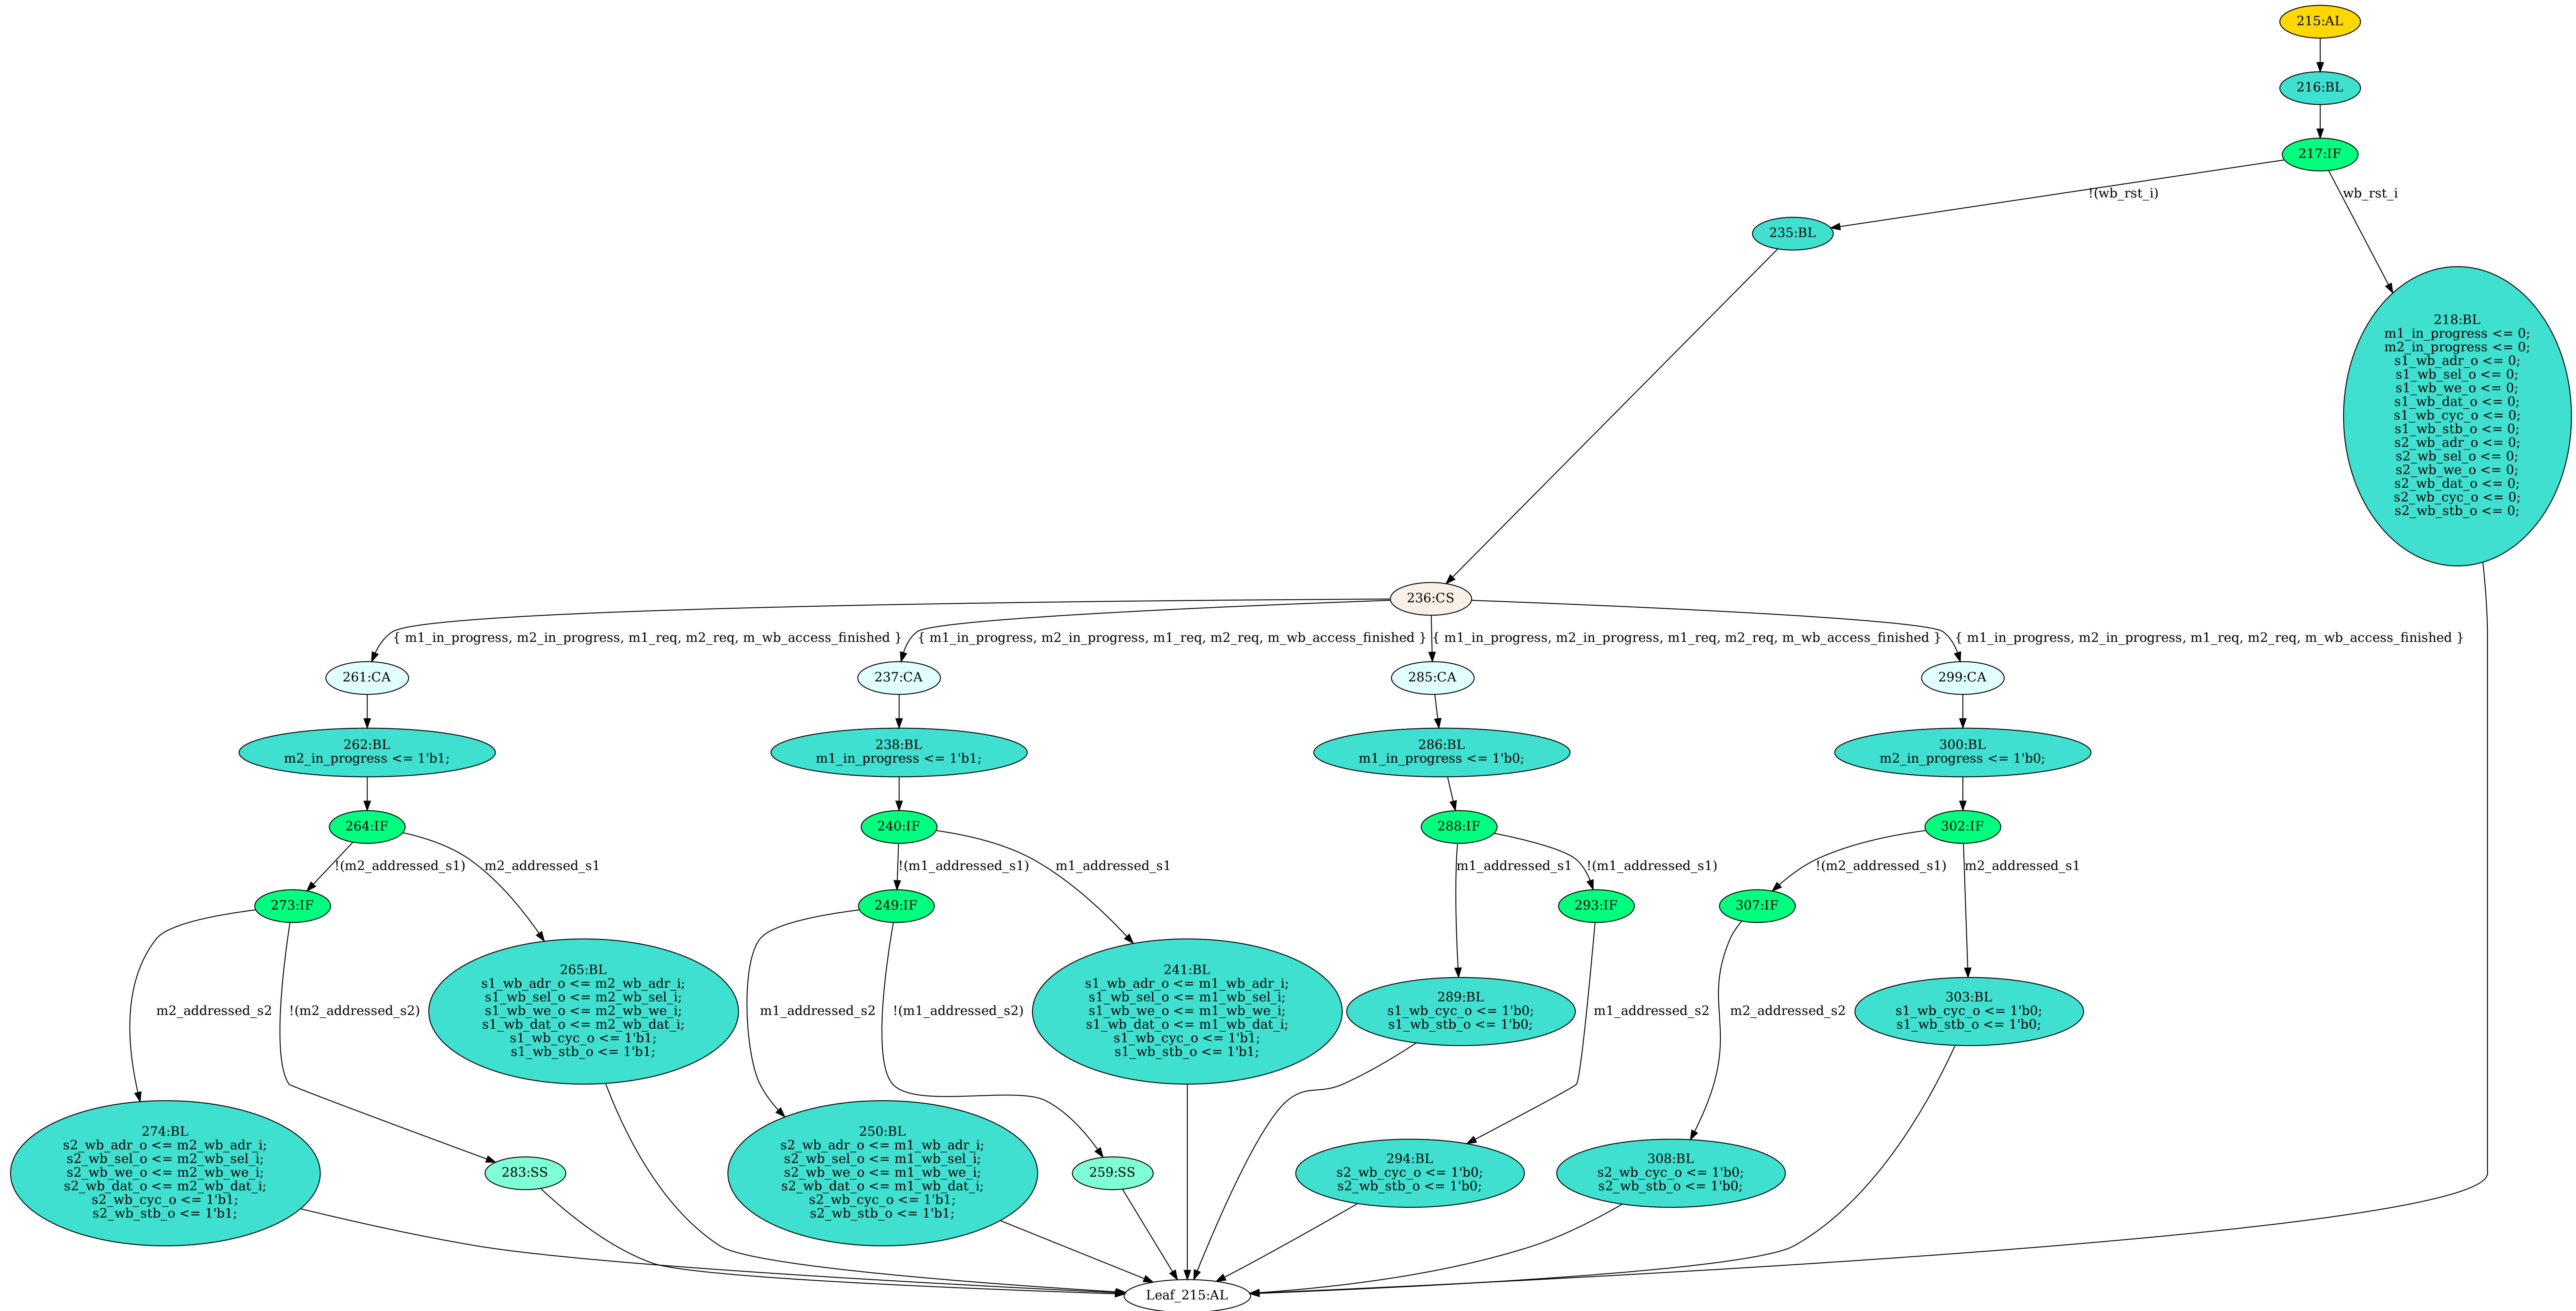 215:AL
216:BL
217:IF
!(wb_rst_i)
wb_rst_i
235:BL
218:BL
m1_in_progress <= 0;
m2_in_progress <= 0;
s1_wb_adr_o <= 0;
s1_wb_sel_o <= 0;
s1_wb_we_o <= 0;
s1_wb_dat_o <= 0;
s1_wb_cyc_o <= 0;
s1_wb_stb_o <= 0;
s2_wb_adr_o <= 0;
s2_wb_sel_o <= 0;
s2_wb_we_o <= 0;
s2_wb_dat_o <= 0;
s2_wb_cyc_o <= 0;
s2_wb_stb_o <= 0;
236:CS
{ m1_in_progress, m2_in_progress, m1_req, m2_req, m_wb_access_finished }
{ m1_in_progress, m2_in_progress, m1_req, m2_req, m_wb_access_finished }
{ m1_in_progress, m2_in_progress, m1_req, m2_req, m_wb_access_finished }
{ m1_in_progress, m2_in_progress, m1_req, m2_req, m_wb_access_finished }
261:CA
237:CA
285:CA
299:CA
262:BL
m2_in_progress <= 1'b1;
238:BL
m1_in_progress <= 1'b1;
286:BL
m1_in_progress <= 1'b0;
300:BL
m2_in_progress <= 1'b0;
264:IF
240:IF
288:IF
302:IF
!(m2_addressed_s1)
m2_addressed_s1
!(m1_addressed_s1)
m1_addressed_s1
m1_addressed_s1
!(m1_addressed_s1)
!(m2_addressed_s1)
m2_addressed_s1
273:IF
249:IF
293:IF
307:IF
m2_addressed_s2
!(m2_addressed_s2)
265:BL
s1_wb_adr_o <= m2_wb_adr_i;
s1_wb_sel_o <= m2_wb_sel_i;
s1_wb_we_o <= m2_wb_we_i;
s1_wb_dat_o <= m2_wb_dat_i;
s1_wb_cyc_o <= 1'b1;
s1_wb_stb_o <= 1'b1;
m1_addressed_s2
!(m1_addressed_s2)
241:BL
s1_wb_adr_o <= m1_wb_adr_i;
s1_wb_sel_o <= m1_wb_sel_i;
s1_wb_we_o <= m1_wb_we_i;
s1_wb_dat_o <= m1_wb_dat_i;
s1_wb_cyc_o <= 1'b1;
s1_wb_stb_o <= 1'b1;
289:BL
s1_wb_cyc_o <= 1'b0;
s1_wb_stb_o <= 1'b0;
m1_addressed_s2
m2_addressed_s2
303:BL
s1_wb_cyc_o <= 1'b0;
s1_wb_stb_o <= 1'b0;
274:BL
s2_wb_adr_o <= m2_wb_adr_i;
s2_wb_sel_o <= m2_wb_sel_i;
s2_wb_we_o <= m2_wb_we_i;
s2_wb_dat_o <= m2_wb_dat_i;
s2_wb_cyc_o <= 1'b1;
s2_wb_stb_o <= 1'b1;
283:SS
250:BL
s2_wb_adr_o <= m1_wb_adr_i;
s2_wb_sel_o <= m1_wb_sel_i;
s2_wb_we_o <= m1_wb_we_i;
s2_wb_dat_o <= m1_wb_dat_i;
s2_wb_cyc_o <= 1'b1;
s2_wb_stb_o <= 1'b1;
259:SS
294:BL
s2_wb_cyc_o <= 1'b0;
s2_wb_stb_o <= 1'b0;
308:BL
s2_wb_cyc_o <= 1'b0;
s2_wb_stb_o <= 1'b0;
Leaf_215:AL